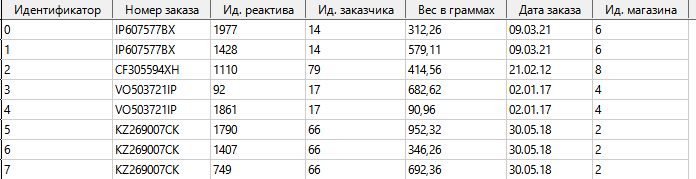 Идентификатор Номер заказа Ид. реактива Ид. заказчика Вес в граммах Дата заказа Ид. магазина
0 IP607577BX 1977 14 312,26 09.03.21 6
1 IP607577BX 1428 14 579,11 09.03.21 6
2 CF305594XH 1110 79 414,56 21.02.12 8
3 VO503721IP 92 17 682,62 02.01.17 4
4 VO503721IP 1861 17 90,96 02.01.17 4
5 KZ269007CK 1790 66 952,32 30.05.18 2
6 KZ269007CK 1407 66 346,26 30.05.18 2
7 KZ269007CK 749 66 692,36 30.05.18 2